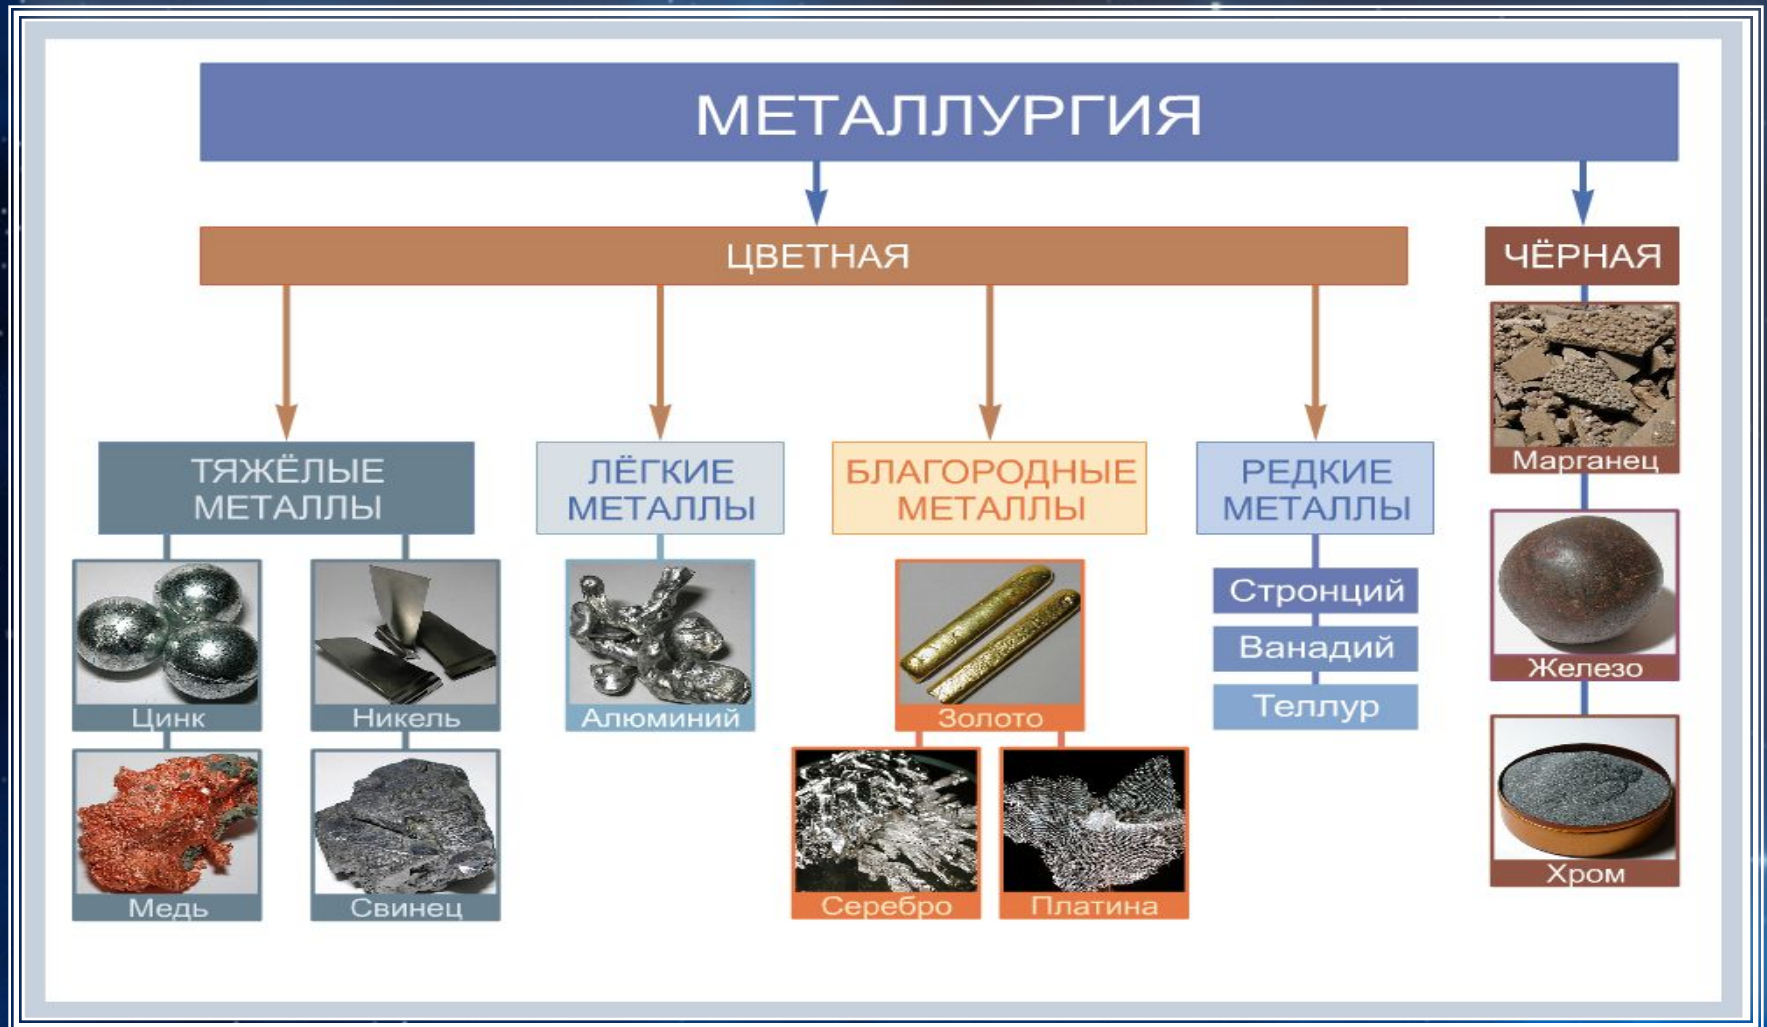 МЕТАЛЛУРГИЯ
ЦВЕТНАЯ
ЧЁРНАЯ
ТЯЖЁЛЫЕ
МЕТАЛЛЫ
ЛЁГКИЕ
МЕТАЛЛЫ
БЛАГОРОДНЫЕ
МЕТАЛЛЫ
РЕДКИЕ
МЕТАЛЛЫ
Цинк
Никель
Медь
Свинец
Алюминий
Золото
Серебро
Платина
Стронций
Ванадий
Теллур
Марганец
Железо
Хром